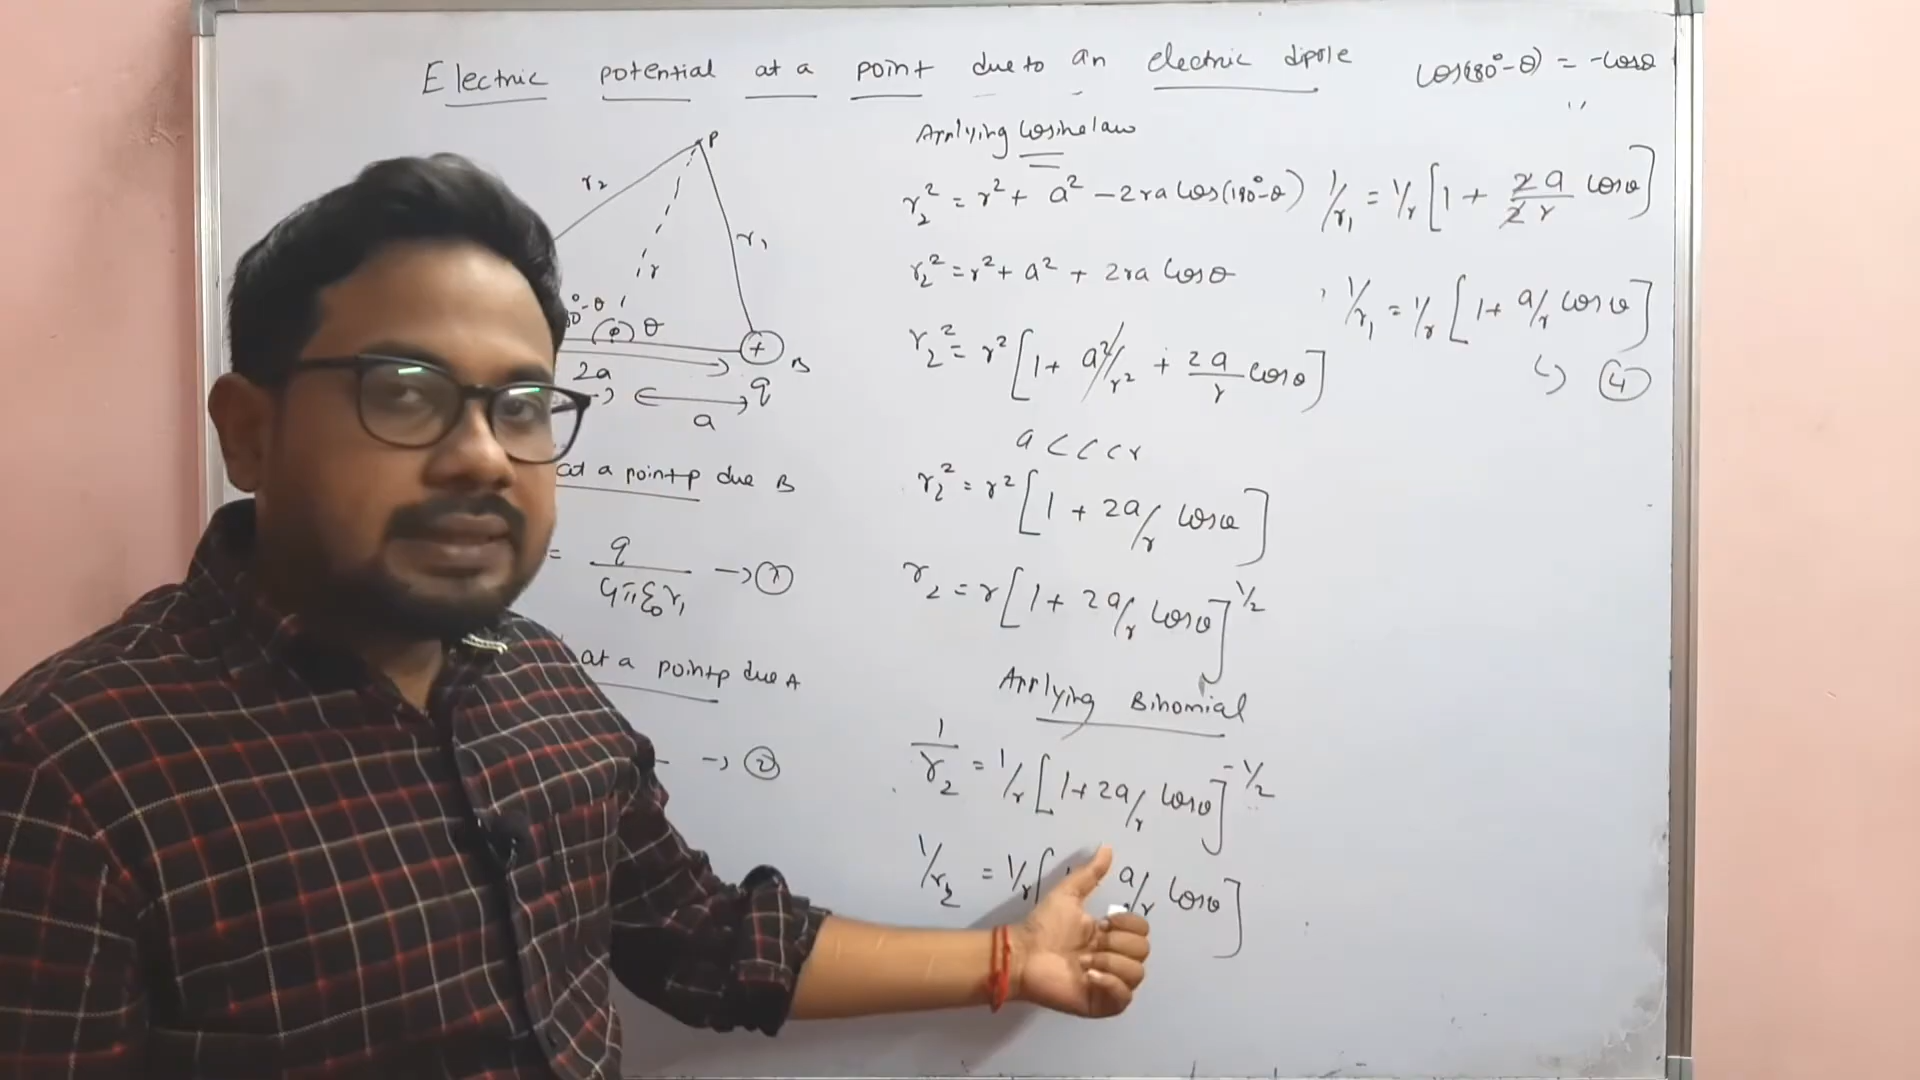 Electric potential at a point due to an electric dipole
cos(180°-θ) = -cosθ
P
r₂
r₁
r
θ
+
B
2a
q
a
at a point p due B
= q/4πε₀r₁ → ①
at a point p due A
→ ②
Applying Cosine law
r₂² = r² + a² - 2ra cos(180°-θ)
r₂² = r² + a² + 2ra cosθ
r₂² = r² [1 + a²/r² + 2a/r cosθ]
a <<< r
r₂² = r² [1 + 2a/r cosθ]
r₂ = r [1 + 2a/r cosθ]^1/2
Applying Binomial
1/r₂ = 1/r [1 + 2a/r cosθ]^-1/2
1/r₂ = 1/r [ a/r cosθ]
1/r₁ = 1/r [1 + 2a/2r cosθ]
1/r₁ = 1/r [1 + a/r cosθ]
↳ ④